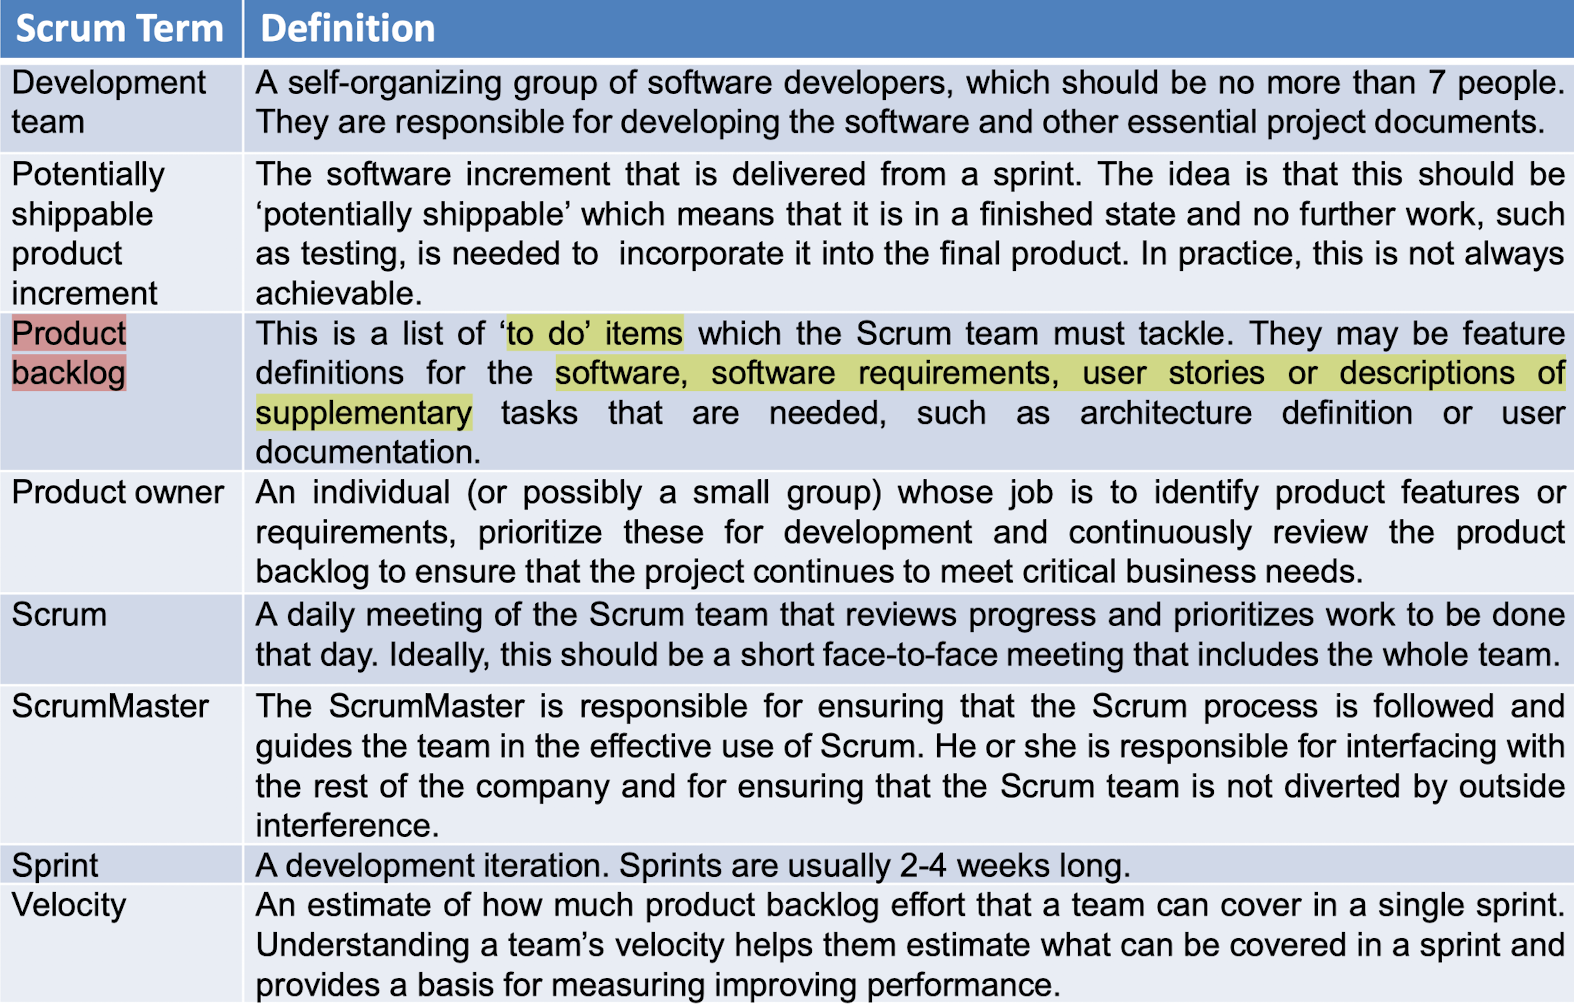 Scrum Term
Definition
Development
team
A self-organizing group of software developers, which should be no more than 7 people.
They are responsible for developing the software and other essential project documents.
Potentially
shippable
product
increment
The software increment that is delivered from a sprint. The idea is that this should be
‘potentially shippable’ which means that it is in a finished state and no further work, such
as testing, is needed to incorporate it into the final product. In practice, this is not always
achievable.
Product
backlog
This is a list of ‘to do’ items which the Scrum team must tackle. They may be feature
definitions for the software, software requirements, user stories or descriptions of
supplementary tasks that are needed, such as architecture definition or user
documentation.
Product owner
An individual (or possibly a small group) whose job is to identify product features or
requirements, prioritize these for development and continuously review the product
backlog to ensure that the project continues to meet critical business needs.
Scrum
A daily meeting of the Scrum team that reviews progress and prioritizes work to be done
that day. Ideally, this should be a short face-to-face meeting that includes the whole team.
ScrumMaster
The ScrumMaster is responsible for ensuring that the Scrum process is followed and
guides the team in the effective use of Scrum. He or she is responsible for interfacing with
the rest of the company and for ensuring that the Scrum team is not diverted by outside
interference.
Sprint
A development iteration. Sprints are usually 2-4 weeks long.
Velocity
An estimate of how much product backlog effort that a team can cover in a single sprint.
Understanding a team’s velocity helps them estimate what can be covered in a sprint and
provides a basis for measuring improving performance.